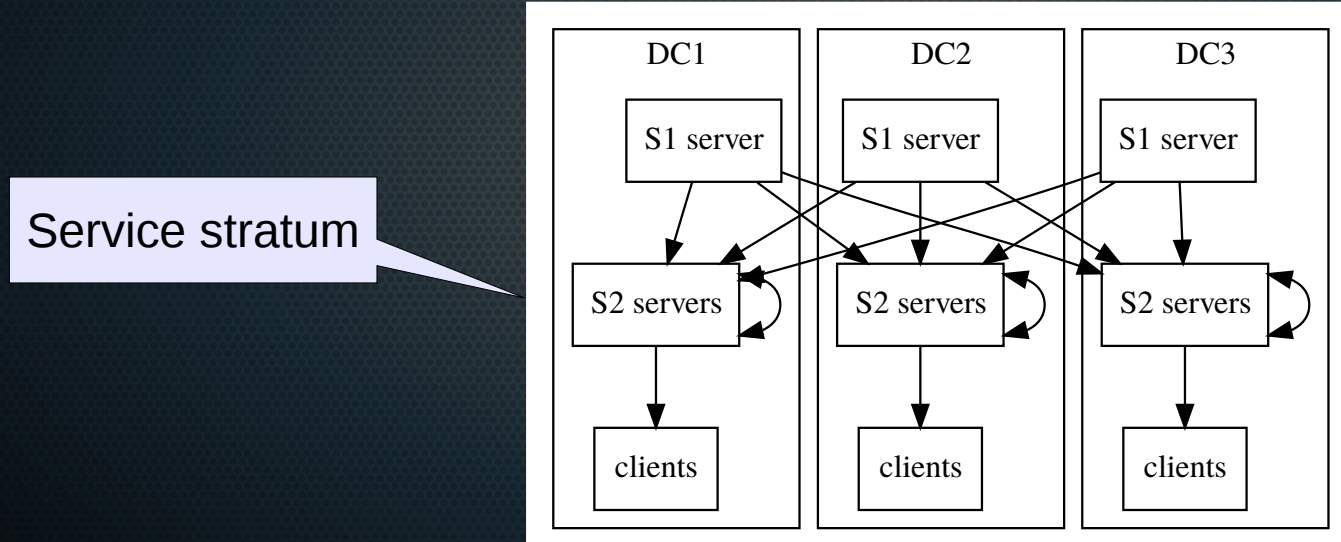 Service stratum
DC1
DC2
DC3
S1 server
S1 server
S1 server
S2 servers
S2 servers
S2 servers
clients
clients
clients